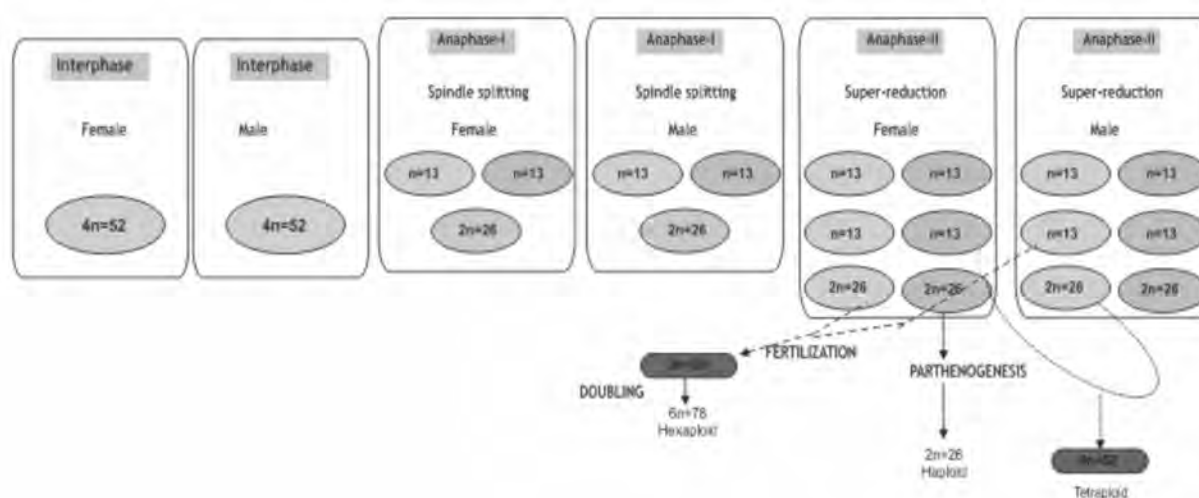 Interphase
Female
4n=52
Interphase
Male
4n=52
Anaphase-I
Spindle splitting
Female
n=13
n=13
2n=26
Anaphase-I
Spindle splitting
Male
n=13
n=13
2n=26
Anaphase-II
Super-reduction
Female
n=13
n=13
n=13
n=13
2n=26
2n=26
Anaphase-II
Super-reduction
Male
n=13
n=13
n=13
n=13
2n=26
2n=26
FERTILIZATION
DOUBLING
6n+78
Hexaploid
PARTHENOGENESIS
2n=26
Haploid
4n=52
Tetraploid